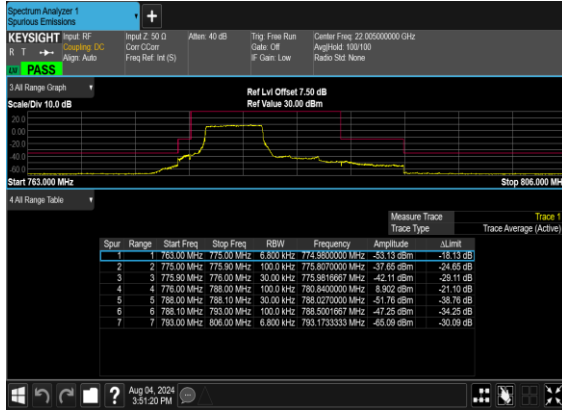 Spectrum Analyzer 1
Spurious Emissions
KEYSIGHT
R T
LXI
PASS
Input: RF
Coupling: DC
Align: Auto
Input Z: 50 Ω
Corr CCorr
Freq Ref: Int (S)
Atten: 40 dB
Trig: Free Run
Gate: Off
IF Gain: Low
Center Freq: 22.005000000 GHz
Avg|Hold: 100/100
Radio Std: None
3 All Range Graph
Scale/Div 10.0 dB
Ref Lvl Offset 7.50 dB
Ref Value 30.00 dBm
20.0
0.00
-20.0
-40.0
-60.0
Start 763.000 MHz
Stop 806.000 MH
4 All Range Table
Measure Trace Trace 1
Trace Type Trace Average (Active)
Spur Range Start Freq Stop Freq RBW Frequency Amplitude ΔLimit
1 1 763.00 MHz 775.00 MHz 6.800 kHz 774.9800000 MHz -53.13 dBm -18.13 dB
2 2 775.00 MHz 775.90 MHz 100.0 kHz 775.8070000 MHz -37.65 dBm -24.65 dB
3 3 775.90 MHz 776.00 MHz 30.00 kHz 775.9816667 MHz -42.11 dBm -29.11 dB
4 4 776.00 MHz 788.00 MHz 100.0 kHz 780.8400000 MHz 8.902 dBm -21.10 dB
5 5 788.00 MHz 788.10 MHz 30.00 kHz 788.0270000 MHz -51.76 dBm -38.76 dB
6 6 788.10 MHz 793.00 MHz 100.0 kHz 788.5001667 MHz -47.25 dBm -34.25 dB
7 7 793.00 MHz 806.00 MHz 6.800 kHz 793.1733333 MHz -65.09 dBm -30.09 dB
?
Aug 04, 2024
3:51:20 PM